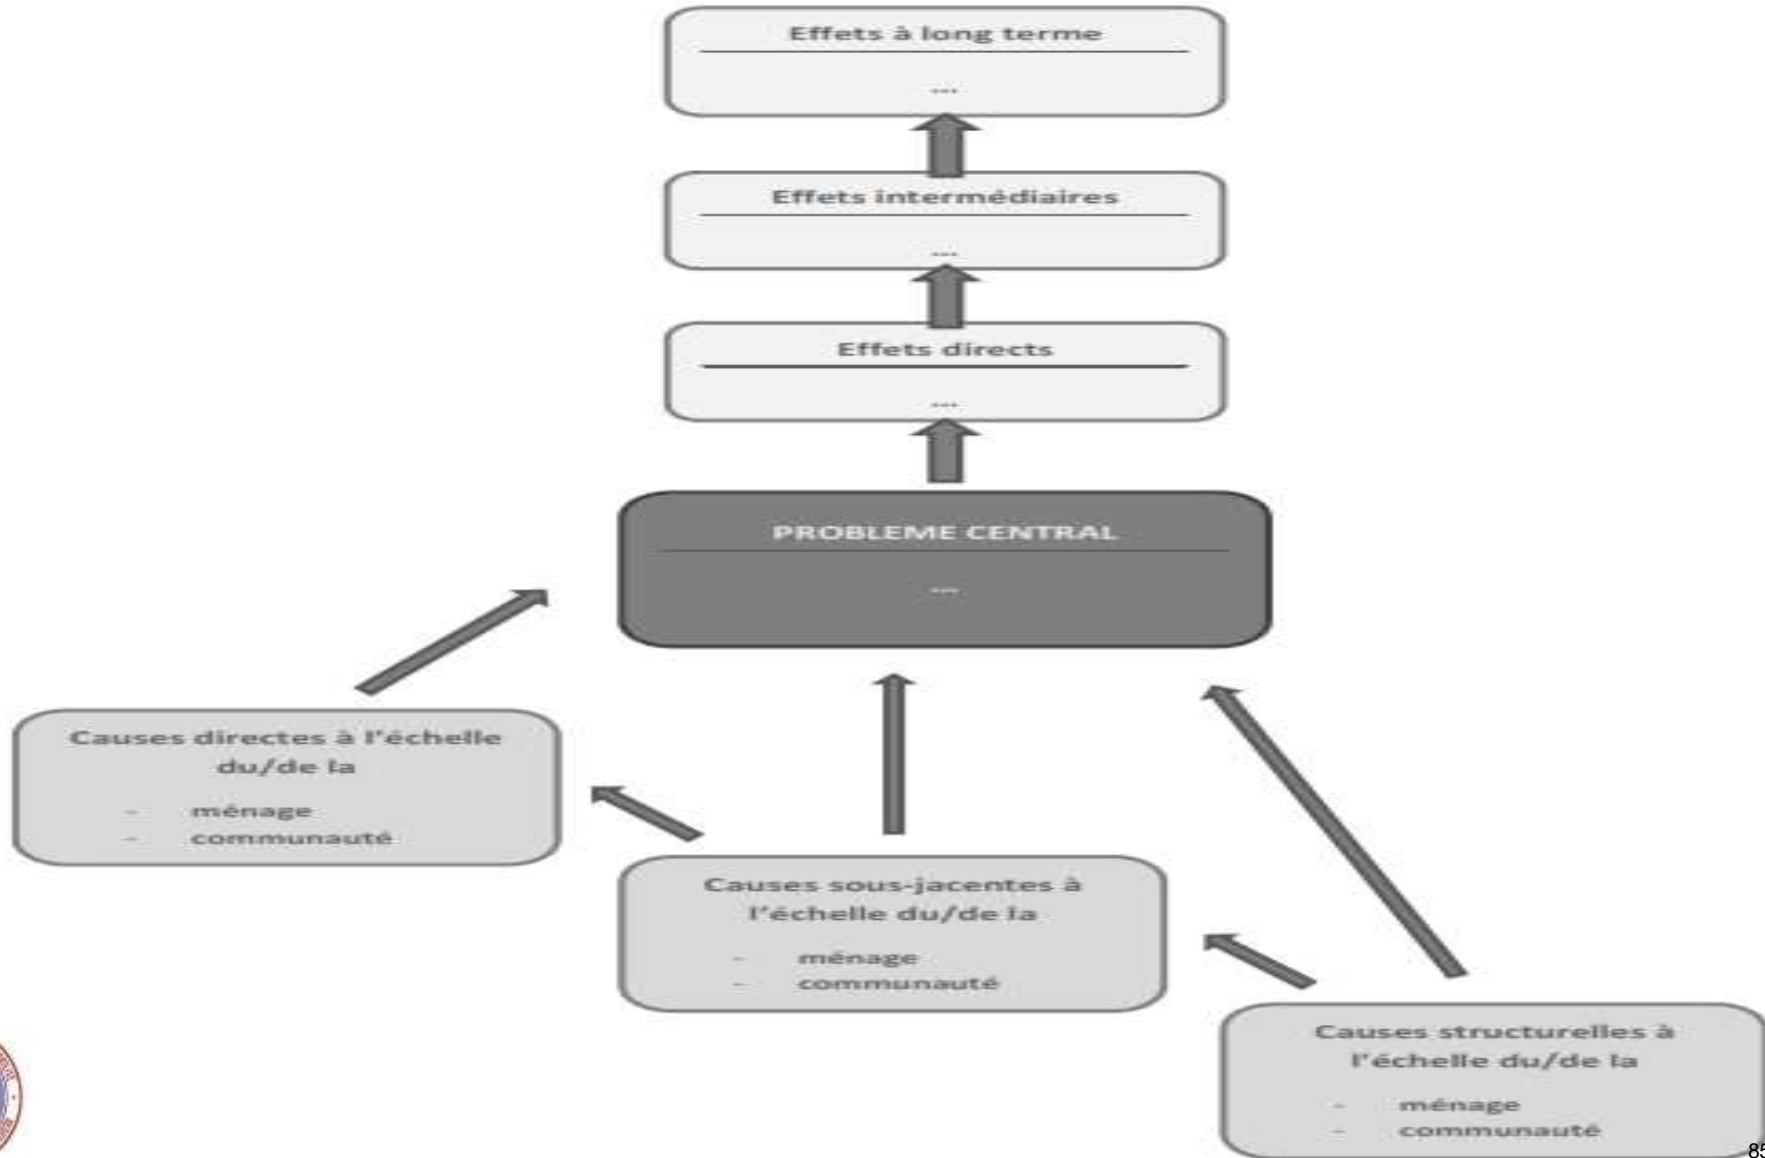 Effets à long terme
...
Effets intermédiaires
...
Effets directs
...
PROBLEME CENTRAL
...
Causes directes à l'échelle
du/de la
- ménage
- communauté
Causes sous-jacentes à
l'échelle du/de la
- ménage
- communauté
Causes structurelles à
l'échelle du/de la
- ménage
- communauté
85